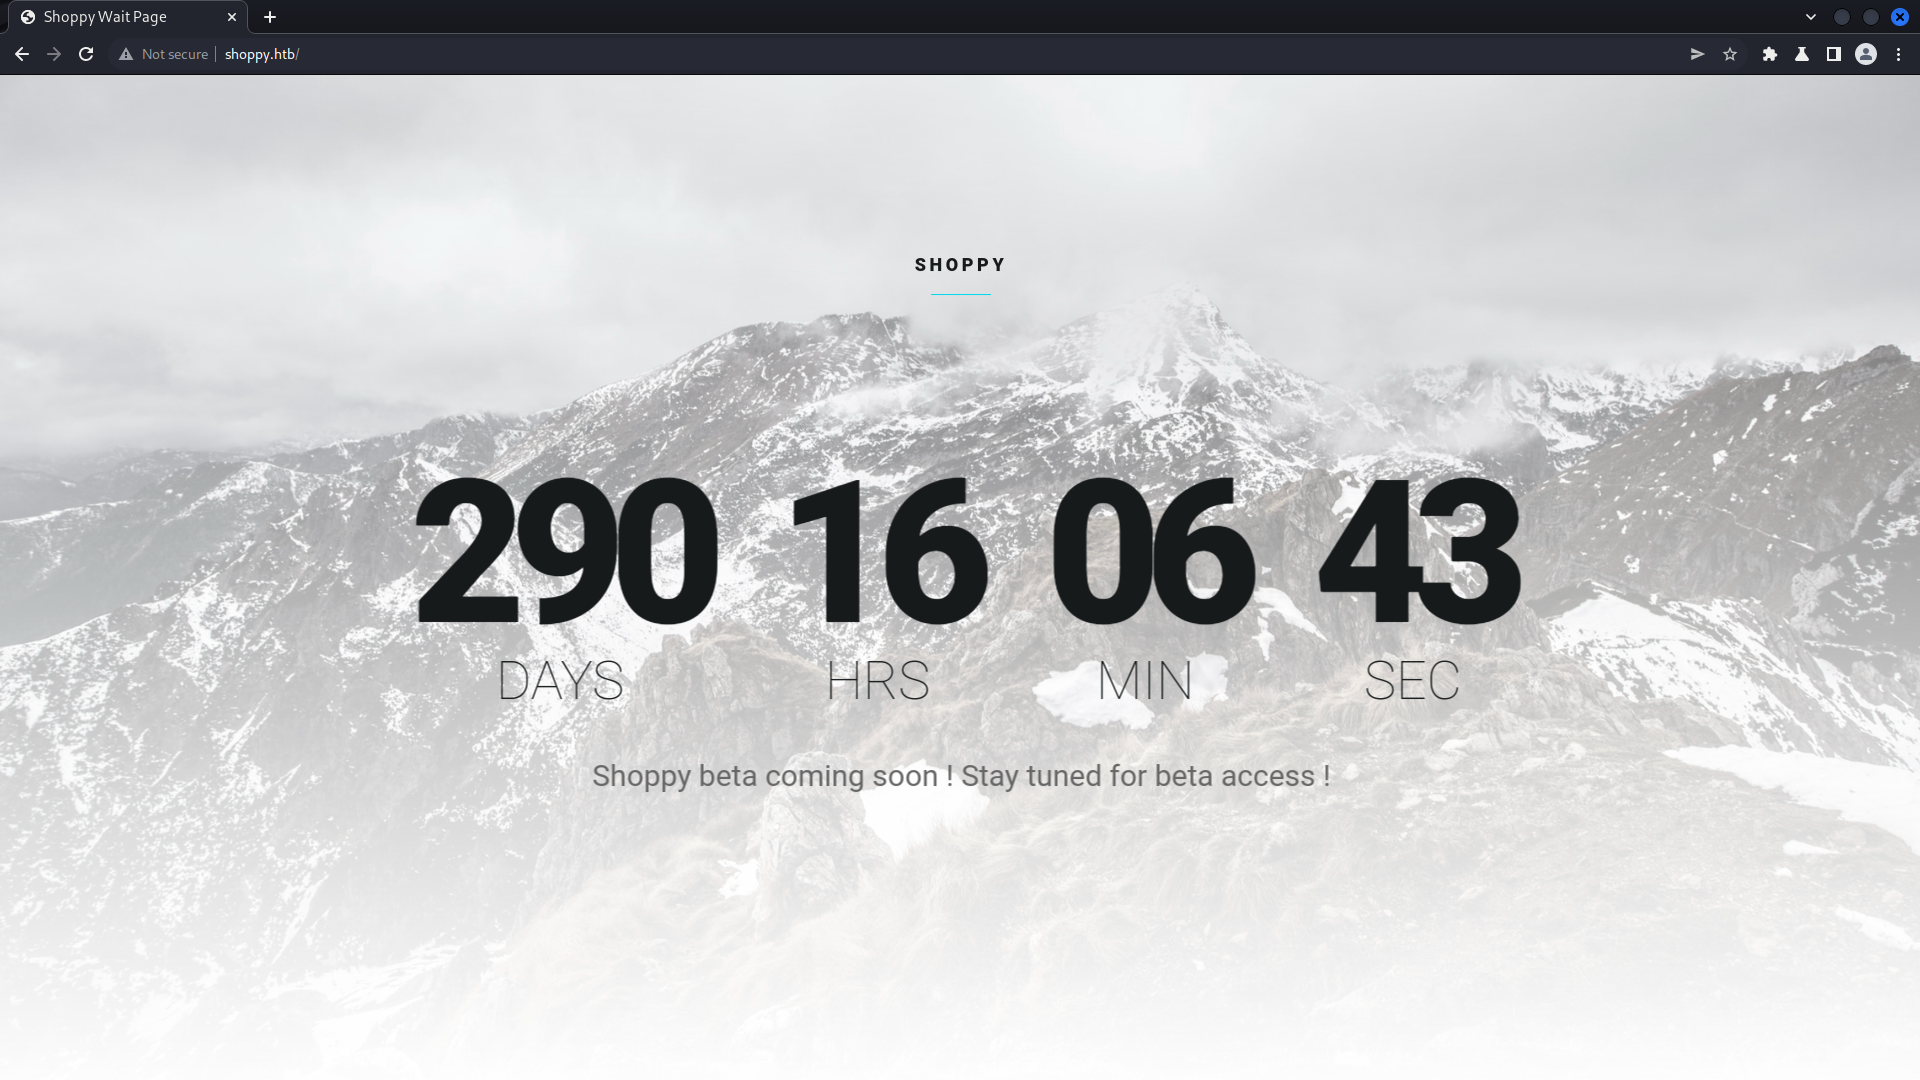 Shoppy Wait Page
Not secure
shoppy.htb/
SHOPPY
290 16 06 43
DAYS HRS MIN SEC
Shoppy beta coming soon ! Stay tuned for beta access !